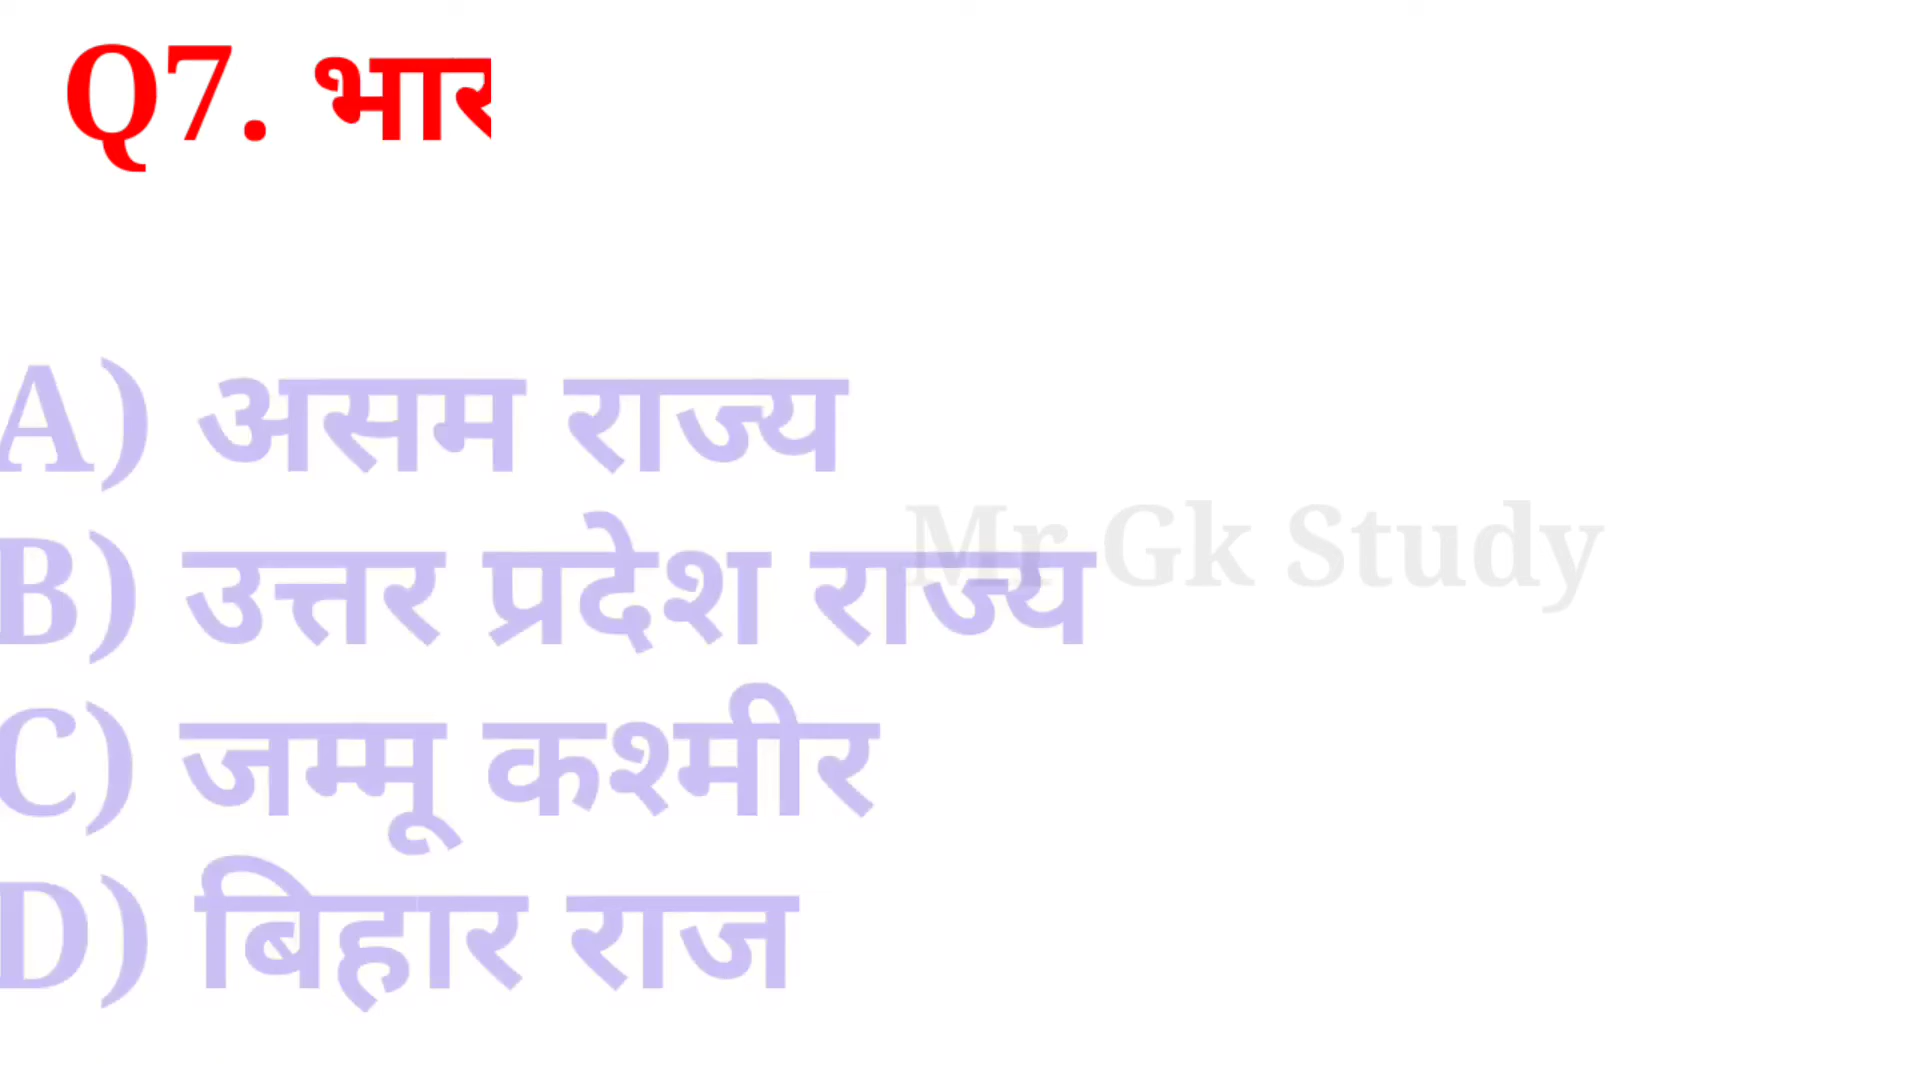 Q7. भार
A) असम राज्य
B) उत्तर प्रदेश राज्य
Mr Gk Study
C) जम्मू कश्मीर
D) बिहार राज